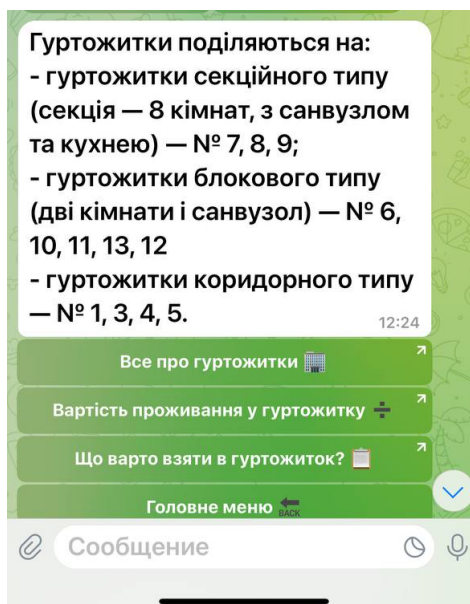 Гуртожитки поділяються на:
- гуртожитки секційного типу
(секція — 8 кімнат, з санвузлом
та кухнею) — № 7, 8, 9;
- гуртожитки блокового типу
(дві кімнати і санвузол) — № 6,
10, 11, 13, 12
- гуртожитки коридорного типу
— № 1, 3, 4, 5.
12:24
Все про гуртожитки
Вартість проживання у гуртожитку
Що варто взяти в гуртожиток?
Головне меню BACK
Сообщение